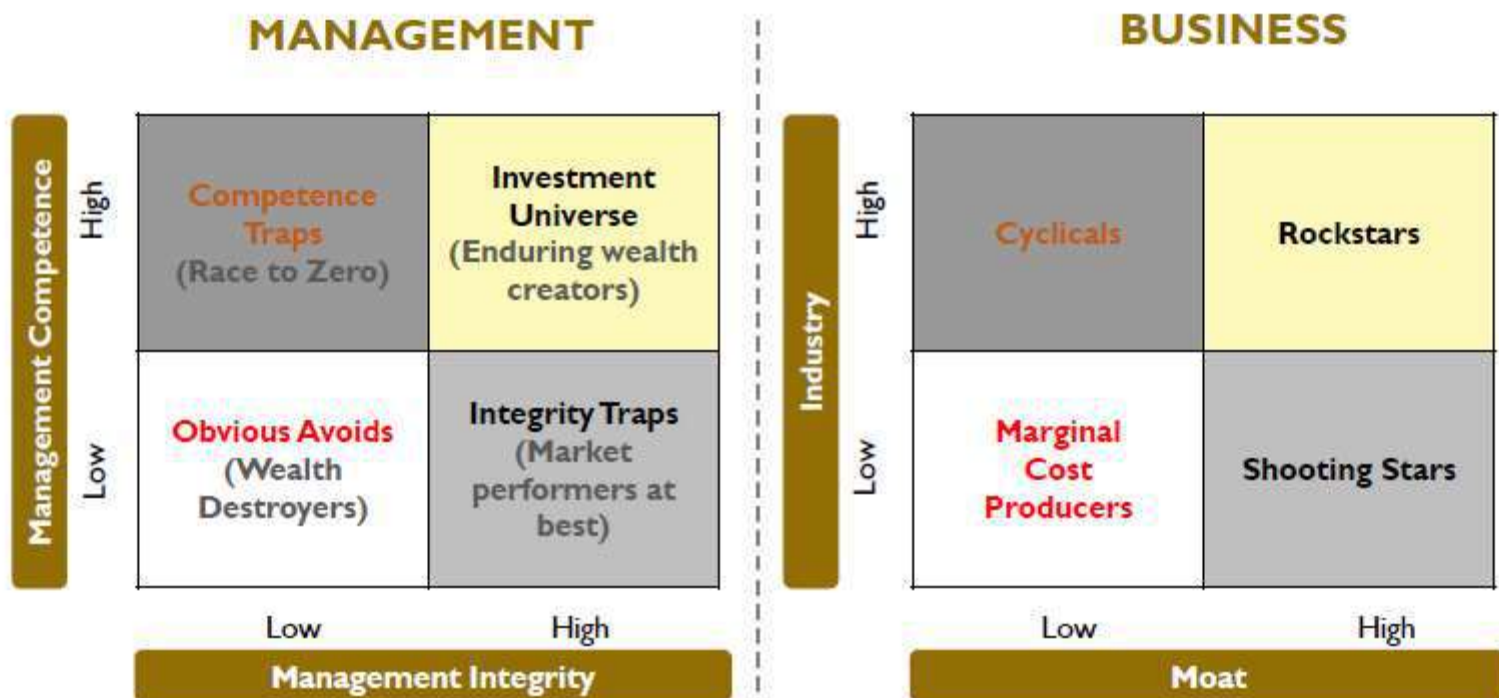 MANAGEMENT
Management Competence
High
Low
Competence
Traps
(Race to Zero)
Investment
Universe
(Enduring wealth
creators)
Obvious Avoids
(Wealth
Destroyers)
Integrity Traps
(Market
performers at
best)
Low
High
Management Integrity
BUSINESS
Industry
High
Low
Cyclicals
Rockstars
Marginal
Cost
Producers
Shooting Stars
Low
High
Moat